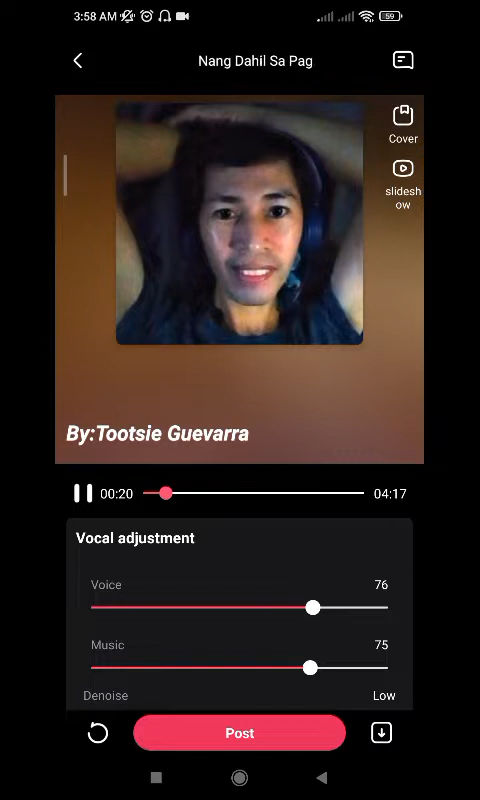 3:58 AM
59
Nang Dahil Sa Pag
Cover
slidesh
ow
By:Tootsie Guevarra
00:20
04:17
Vocal adjustment
Voice
76
Music
75
Denoise
Low
Post